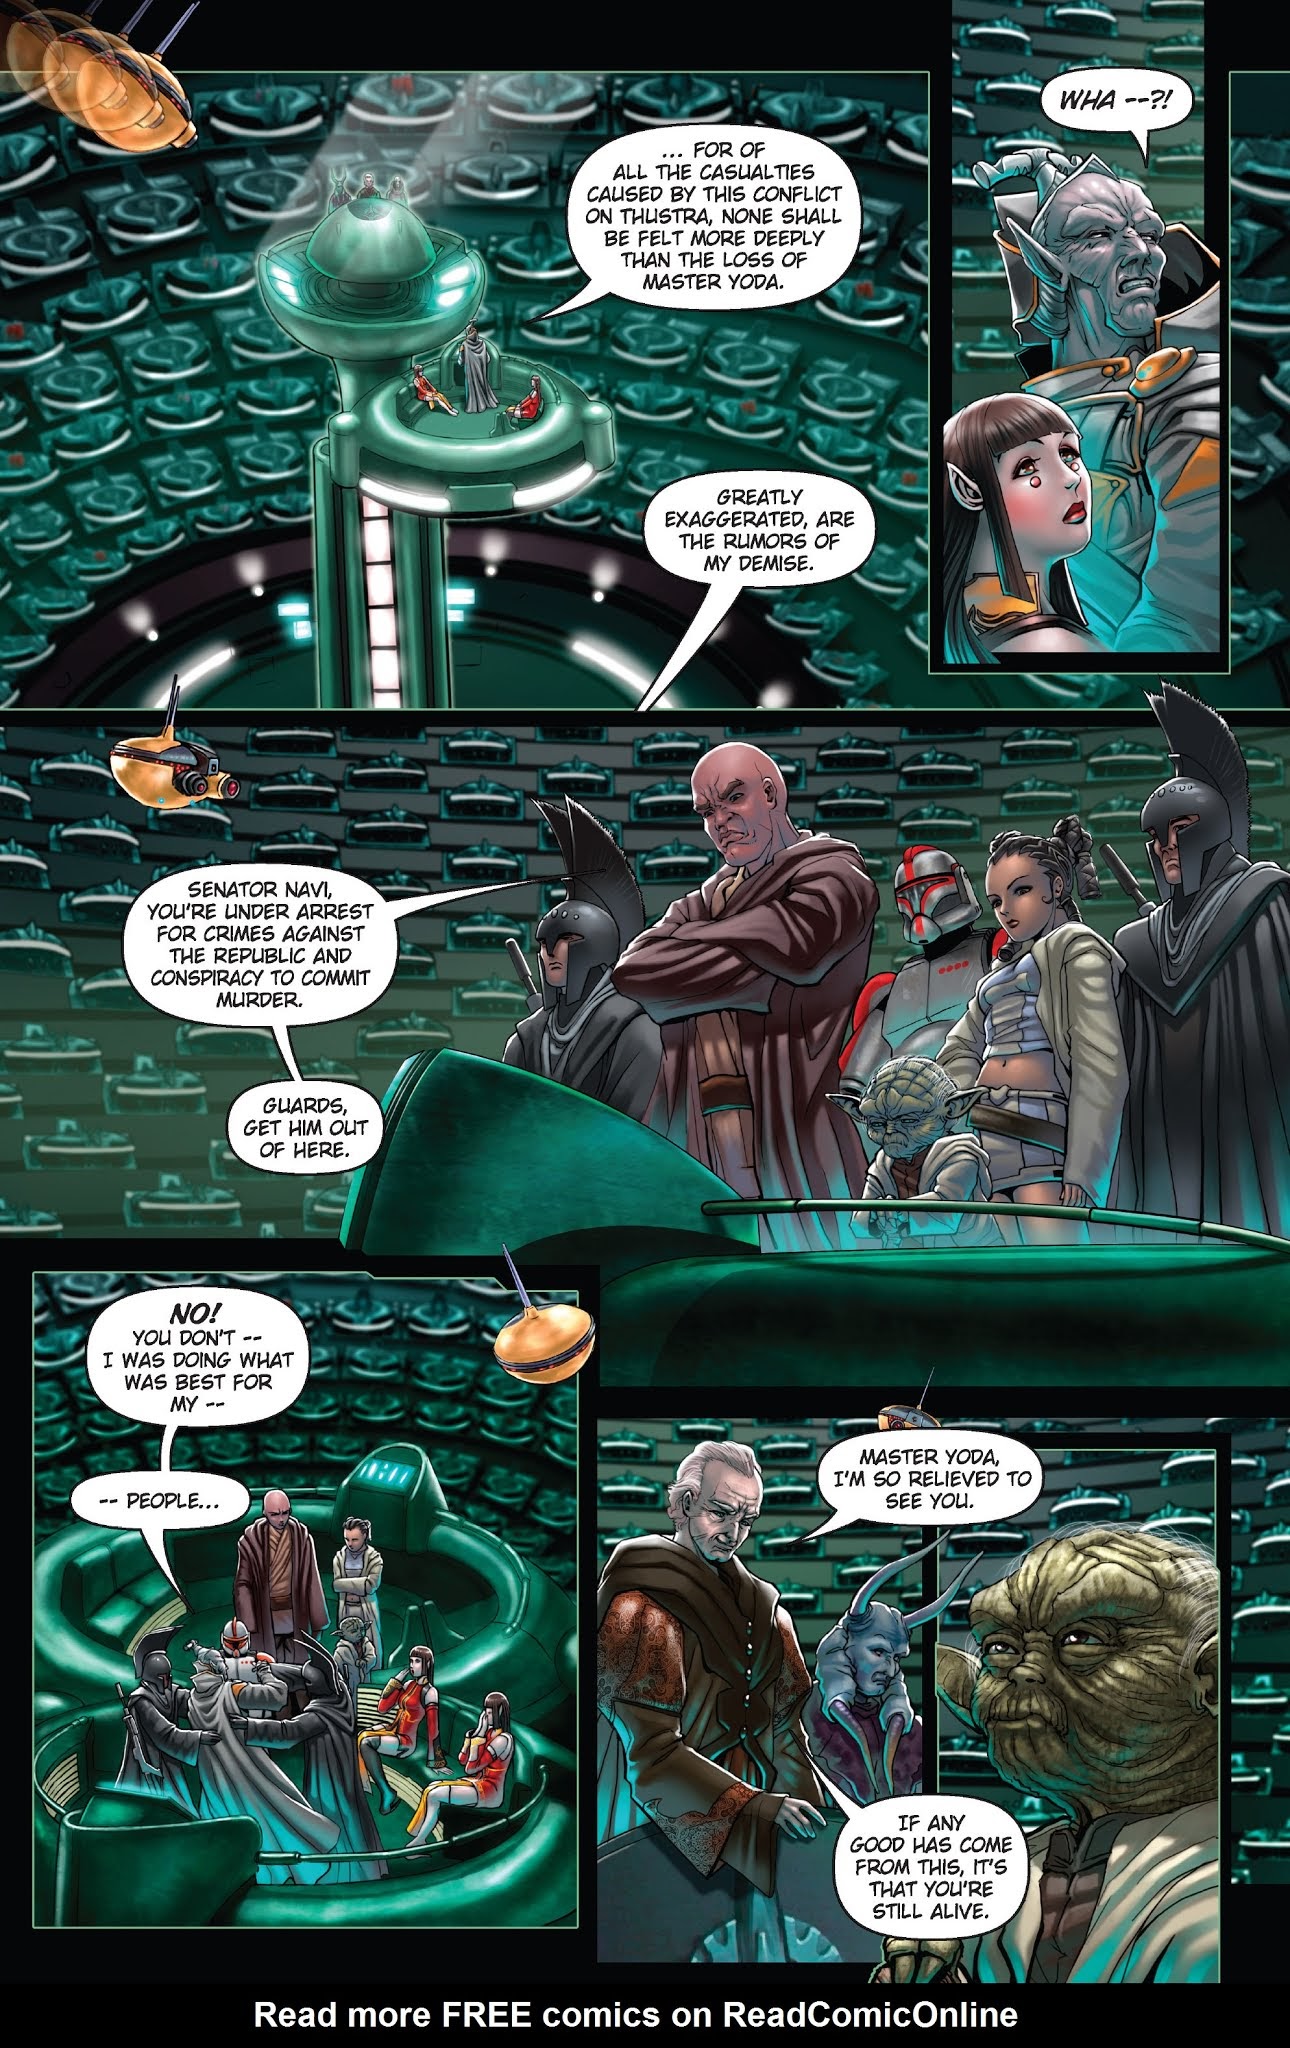 ... FOR OF
ALL THE CASUALTIES
CAUSED BY THIS CONFLICT
ON THUSTRA, NONE SHALL
BE FELT MORE DEEPLY
THAN THE LOSS OF
MASTER YODA.
WHA --?!
GREATLY
EXAGGERATED, ARE
THE RUMORS OF
MY DEMISE.
SENATOR NAVI,
YOU'RE UNDER ARREST
FOR CRIMES AGAINST
THE REPUBLIC AND
CONSPIRACY TO COMMIT
MURDER.
GUARDS,
GET HIM OUT
OF HERE.
NO!
YOU DON'T --
I WAS DOING WHAT
WAS BEST FOR
MY --
-- PEOPLE...
MASTER YODA,
I'M SO RELIEVED TO
SEE YOU.
IF ANY
GOOD HAS COME
FROM THIS, IT'S
THAT YOU'RE
STILL ALIVE.
Read more FREE comics on ReadComicOnline